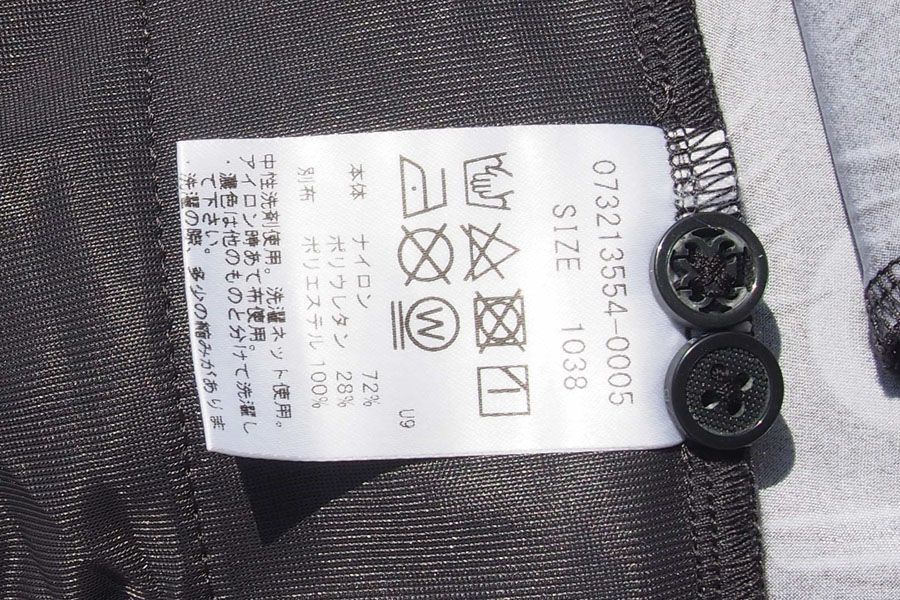 073213554-0005
SIZE 1038
W
U9
本体 ナイロン 72%
ポリウレタン 28%
別布 ポリエステル 100%
中性洗剤使用。洗濯ネット使用。
アイロン時あて布使用。
・濃色は他のものと分けて洗濯し
て下さい。
・洗濯の際、多少の縮みがありま